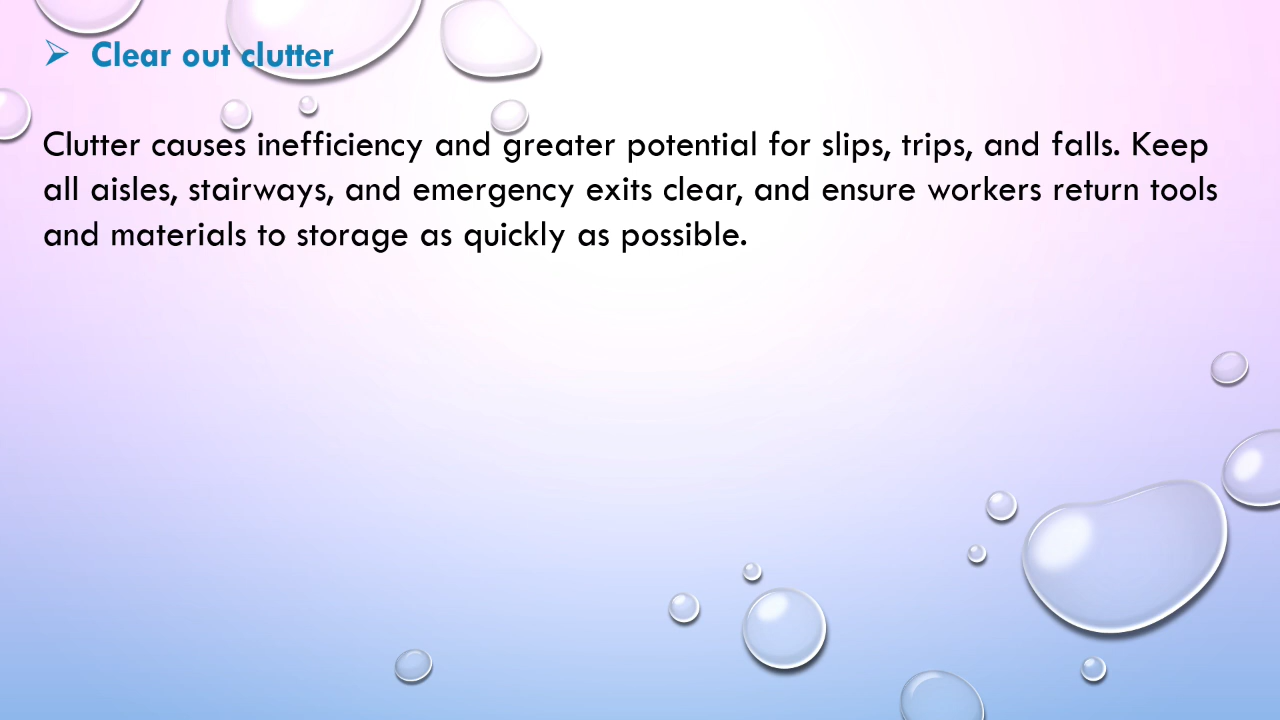 ➢ Clear out clutter
Clutter causes inefficiency and greater potential for slips, trips, and falls. Keep
all aisles, stairways, and emergency exits clear, and ensure workers return tools
and materials to storage as quickly as possible.